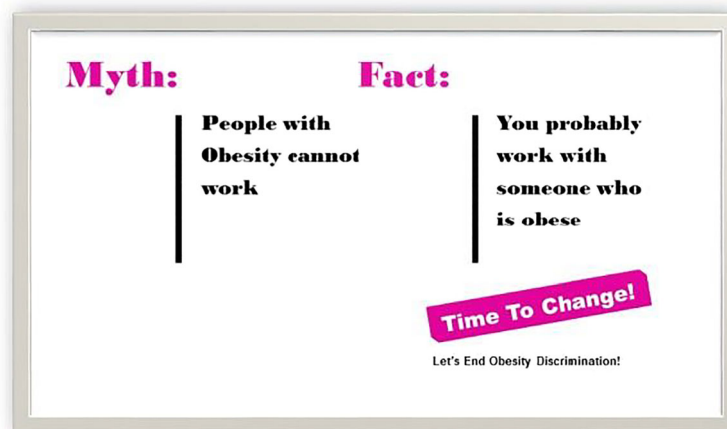 Myth:
Fact:
People with
Obesity cannot
work
You probably
work with
someone who
is obese
Time To Change!
Let's End Obesity Discrimination!